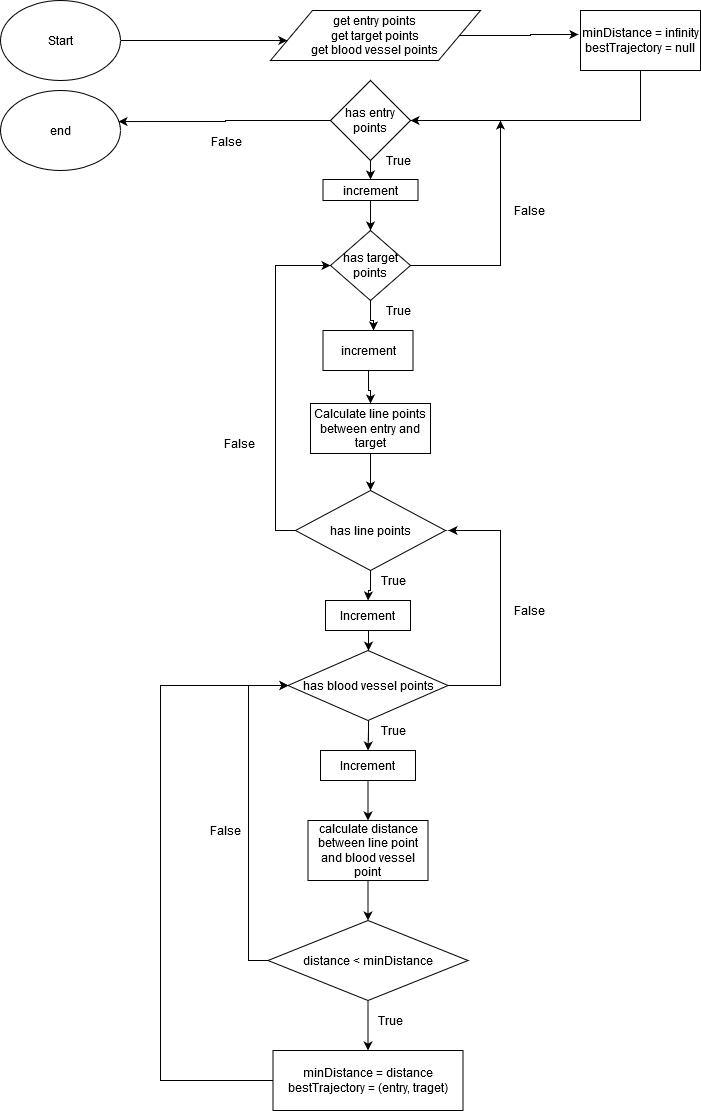 Start
get entry points
get target points
get blood vessel points
minDistance = infinity
bestTrajectory = null
has entry
points
end
False
True
increment
has target
points
False
True
increment
Calculate line points
between entry and
target
False
has line points
True
Increment
False
has blood vessel points
True
Increment
calculate distance
between line point
and blood vessel
point
False
distance < minDistance
True
minDistance = distance
bestTrajectory = (entry, traget)